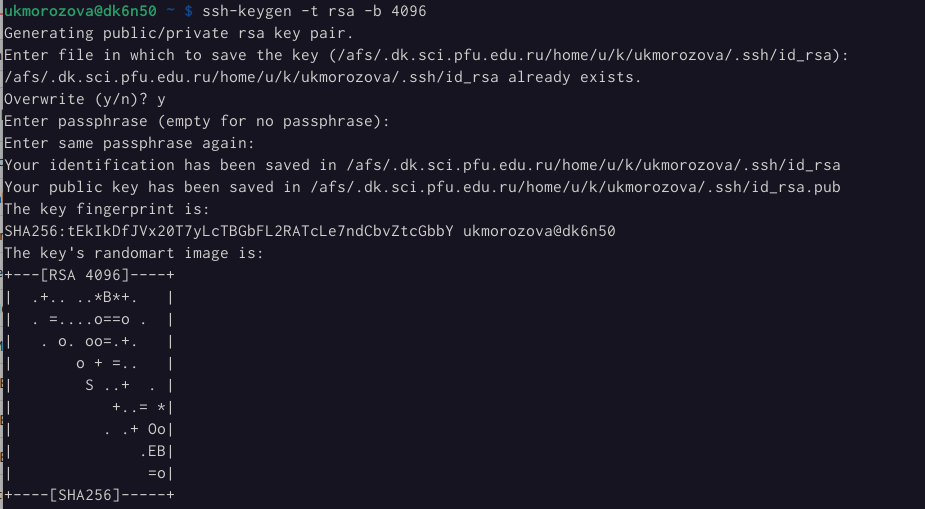 ukmorozova@dk6n50 ~ $ ssh-keygen -t rsa -b 4096
Generating public/private rsa key pair.
Enter file in which to save the key (/afs/.dk.sci.pfu.edu.ru/home/u/k/ukmorozova/.ssh/id_rsa):
/afs/.dk.sci.pfu.edu.ru/home/u/k/ukmorozova/.ssh/id_rsa already exists.
Overwrite (y/n)? y
Enter passphrase (empty for no passphrase):
Enter same passphrase again:
Your identification has been saved in /afs/.dk.sci.pfu.edu.ru/home/u/k/ukmorozova/.ssh/id_rsa
Your public key has been saved in /afs/.dk.sci.pfu.edu.ru/home/u/k/ukmorozova/.ssh/id_rsa.pub
The key fingerprint is:
SHA256:tEkIkDfJVx20T7yLcTBGbFL2RATcLe7ndCbvZtcGbbY ukmorozova@dk6n50
The key's randomart image is:
+---[RSA 4096]----+
|  .+.. ..*B*+.   |
|  . =....o==o .  |
|   . o. oo=.+.   |
|       o + =..   |
|        S ..+  . |
|           +..= *|
|          . .+ Oo|
|              .EB|
|               =o|
+----[SHA256]-----+